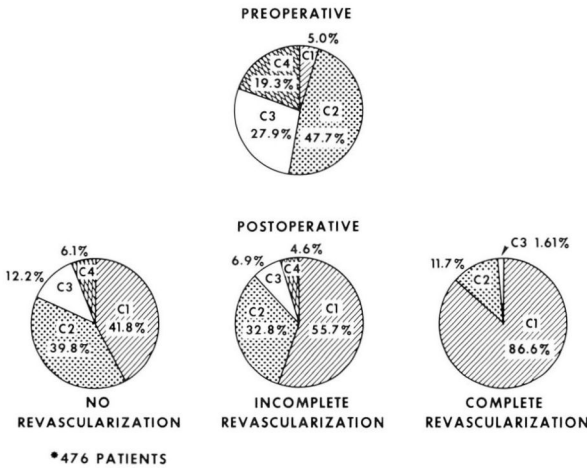 PREOPERATIVE
5.0%
C1
C4
19.3%
C2
47.7%
C3
27.9%
POSTOPERATIVE
6.1%
C4
12.2%
C3
C1
41.8%
C2
39.8%
NO
REVASCULARIZATION
4.6%
C4
6.9%
C3
C1
55.7%
C2
32.8%
INCOMPLETE
REVASCULARIZATION
C3 1.61%
11.7%
C2
C1
86.6%
COMPLETE
REVASCULARIZATION
*476 PATIENTS